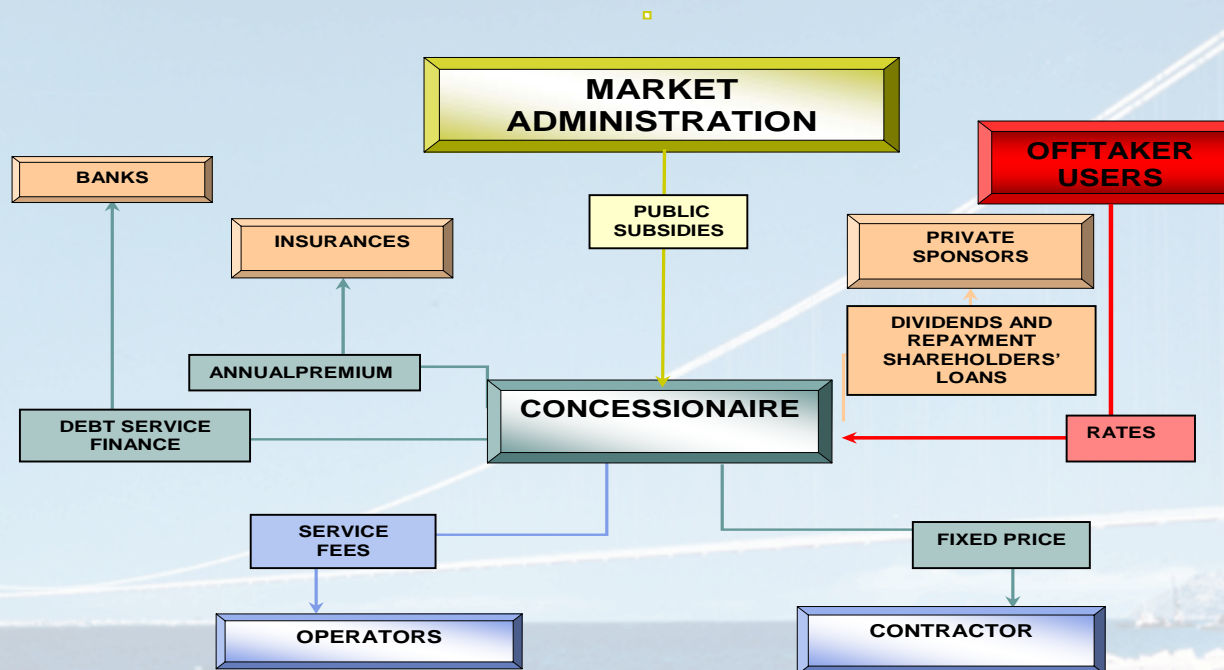 MARKET
ADMINISTRATION
OFFTAKER
USERS
BANKS
PUBLIC
SUBSIDIES
INSURANCES
PRIVATE
SPONSORS
DIVIDENDS AND
REPAYMENT
SHAREHOLDERS'
LOANS
ANNUALPREMIUM
CONCESSIONAIRE
DEBT SERVICE
FINANCE
RATES
SERVICE
FEES
FIXED PRICE
OPERATORS
CONTRACTOR